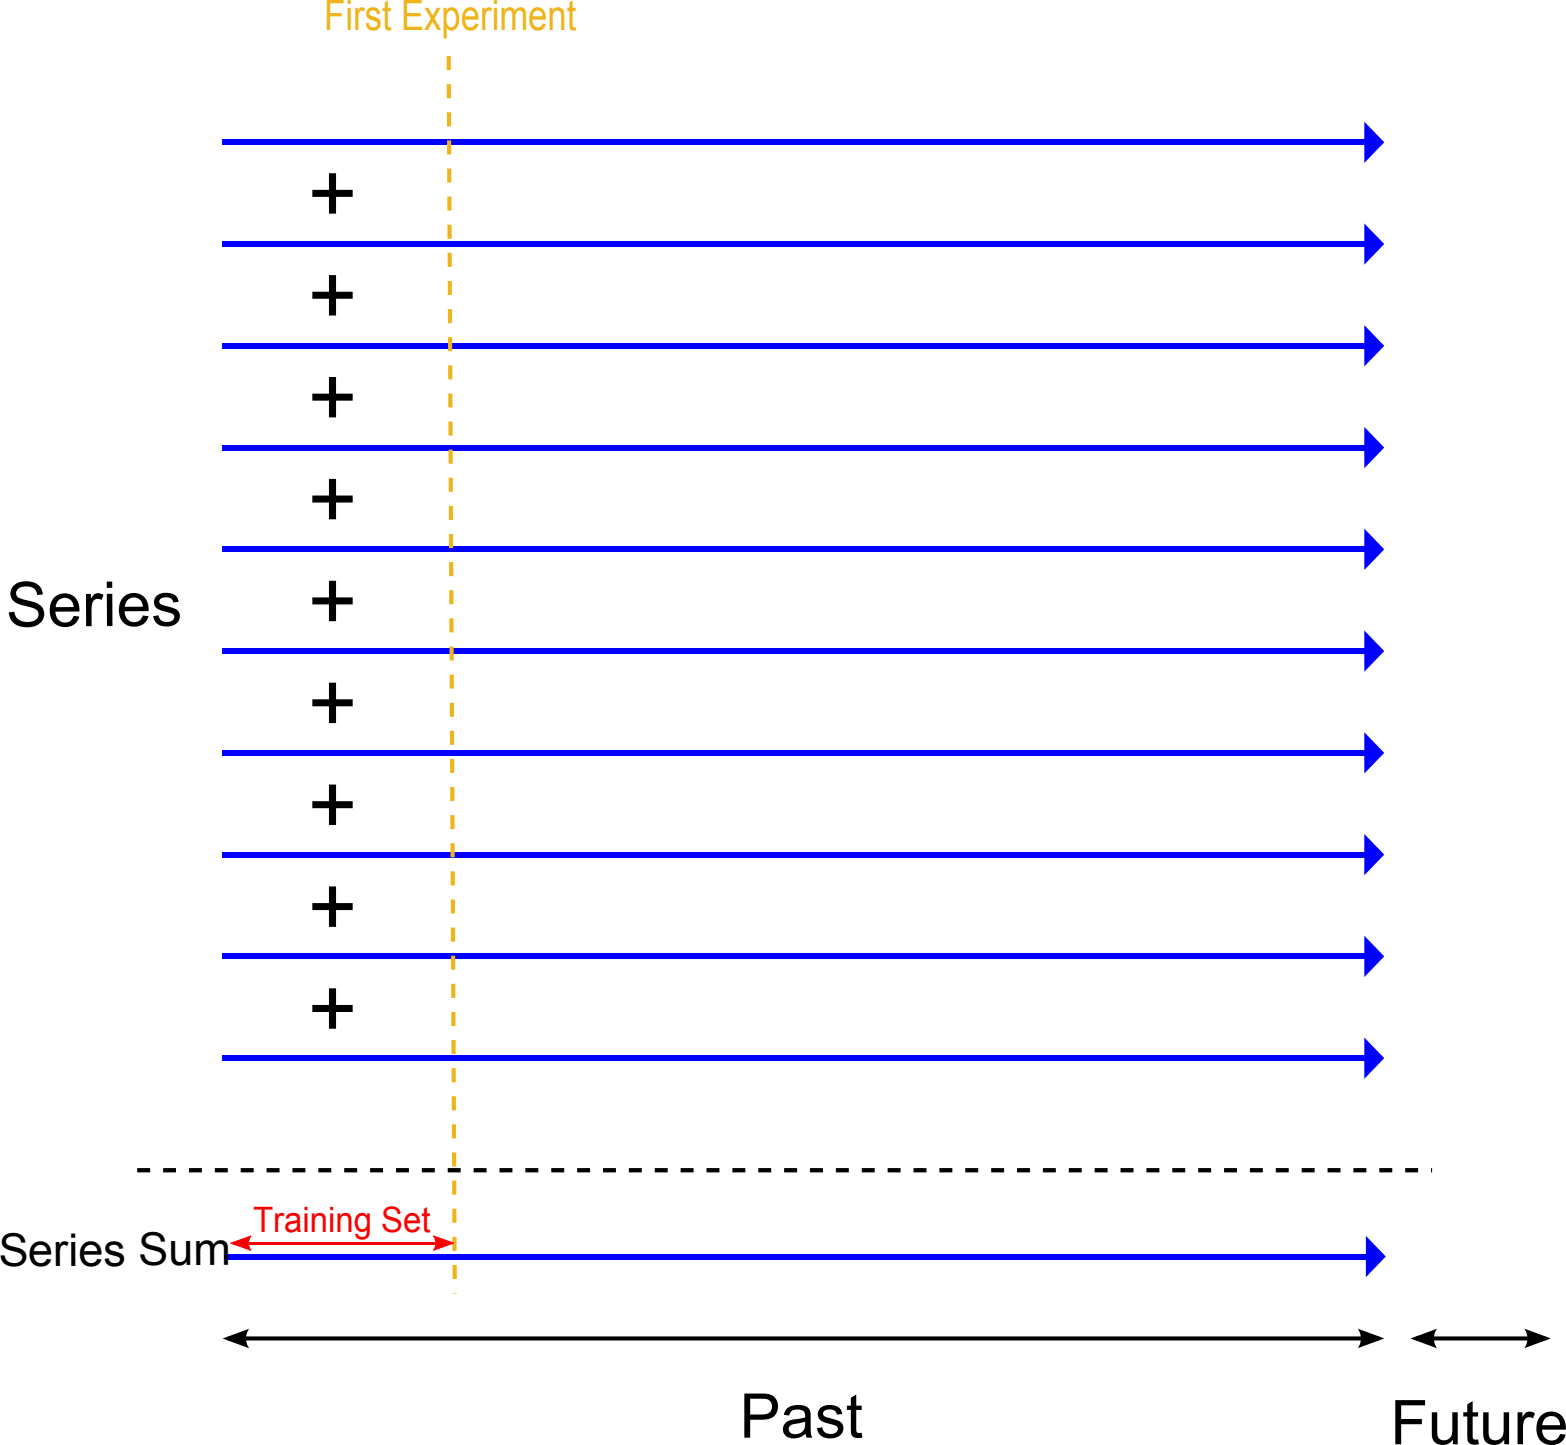 First Experiment
+
+
+
+
+
Series
+
+
+
+
Training Set
Series Sum
Past
Future